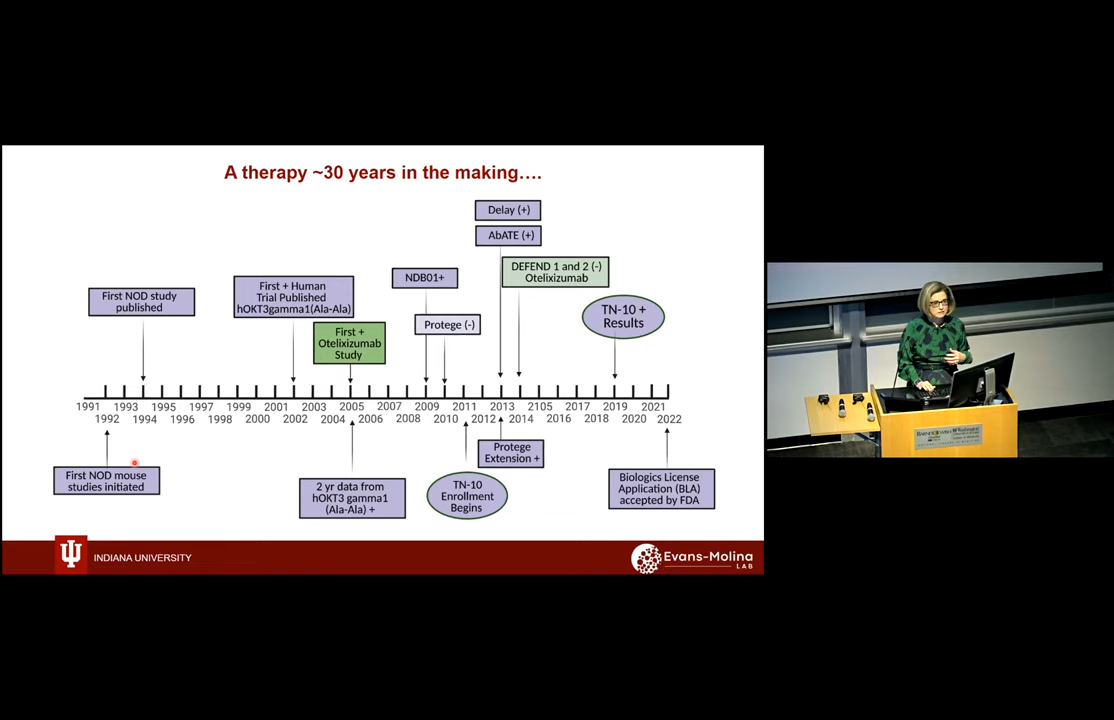 A therapy ~30 years in the making….
Delay (+)
AbATE (+)
DEFEND 1 and 2 (-)
Otelixizumab
NDB01+
First + Human
Trial Published
hOKT3gamma1(Ala-Ala)
First NOD study
published
TN-10 +
Results
Protege (-)
First +
Otelixizumab
Study
1991 1993 1995 1997 1999 2001 2003 2005 2007 2009 2011 2013 2105 2017 2019 2021
1992 1994 1996 1998 2000 2002 2004 2006 2008 2010 2012 2014 2016 2018 2020 2022
Protege
Extension +
First NOD mouse
studies initiated
2 yr data from
hOKT3 gamma1
(Ala-Ala) +
TN-10
Enrollment
Begins
Biologics License
Application (BLA)
accepted by FDA
INDIANA UNIVERSITY
Evans-Molina
LAB